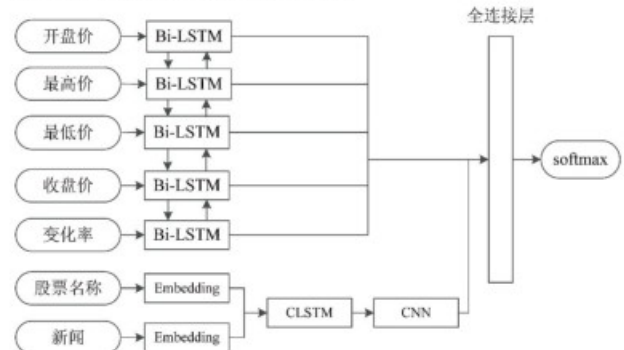 全连接层
开盘价
Bi-LSTM
最高价
Bi-LSTM
最低价
Bi-LSTM
softmax
收盘价
Bi-LSTM
变化率
Bi-LSTM
股票名称
Embedding
CLSTM
CNN
新闻
Embedding